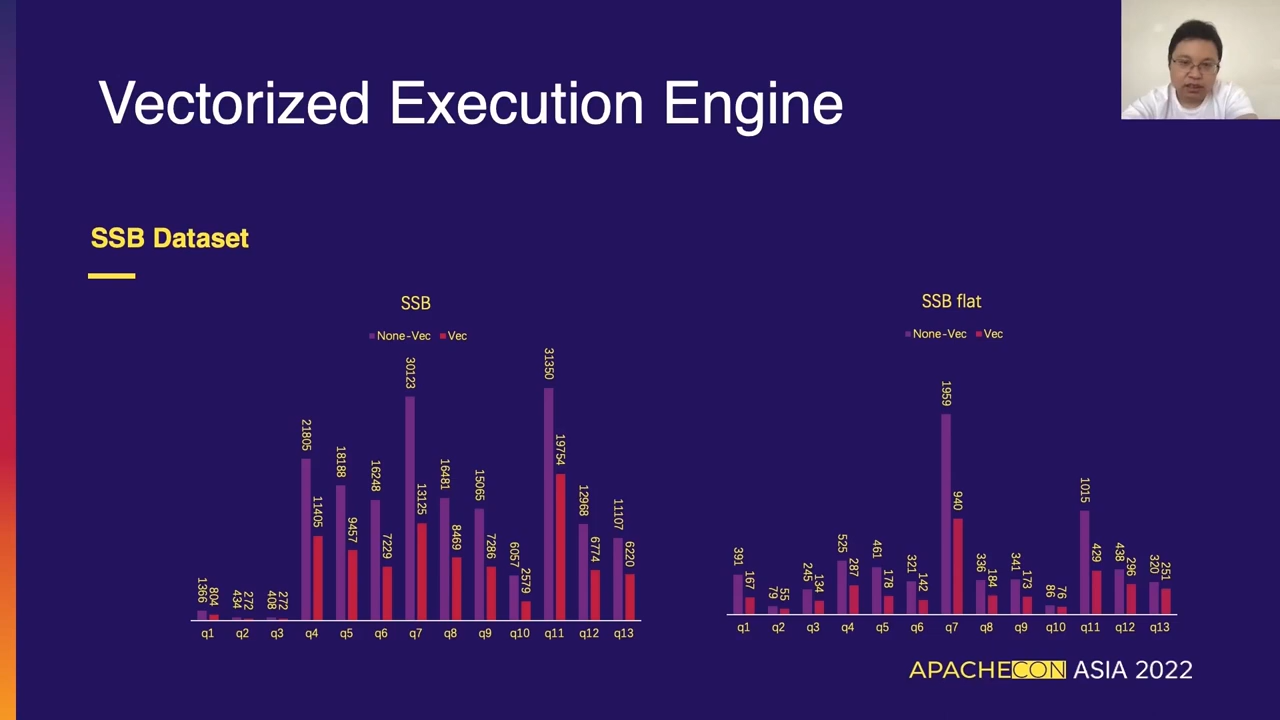 Vectorized Execution Engine
SSB Dataset
SSB
None-Vec Vec
1366 804 434 272 408 272 21805 11405 18188 9457 16248 7229 30123 13125 16481 8469 15065 7286 6057 2579 31350 19754 12968 6774 11107 6220
q1 q2 q3 q4 q5 q6 q7 q8 q9 q10 q11 q12 q13
SSB flat
None-Vec Vec
391 167 79 55 245 134 525 287 461 178 321 142 1959 940 336 184 341 173 86 76 1015 429 438 296 320 251
q1 q2 q3 q4 q5 q6 q7 q8 q9 q10 q11 q12 q13
APACHECON ASIA 2022